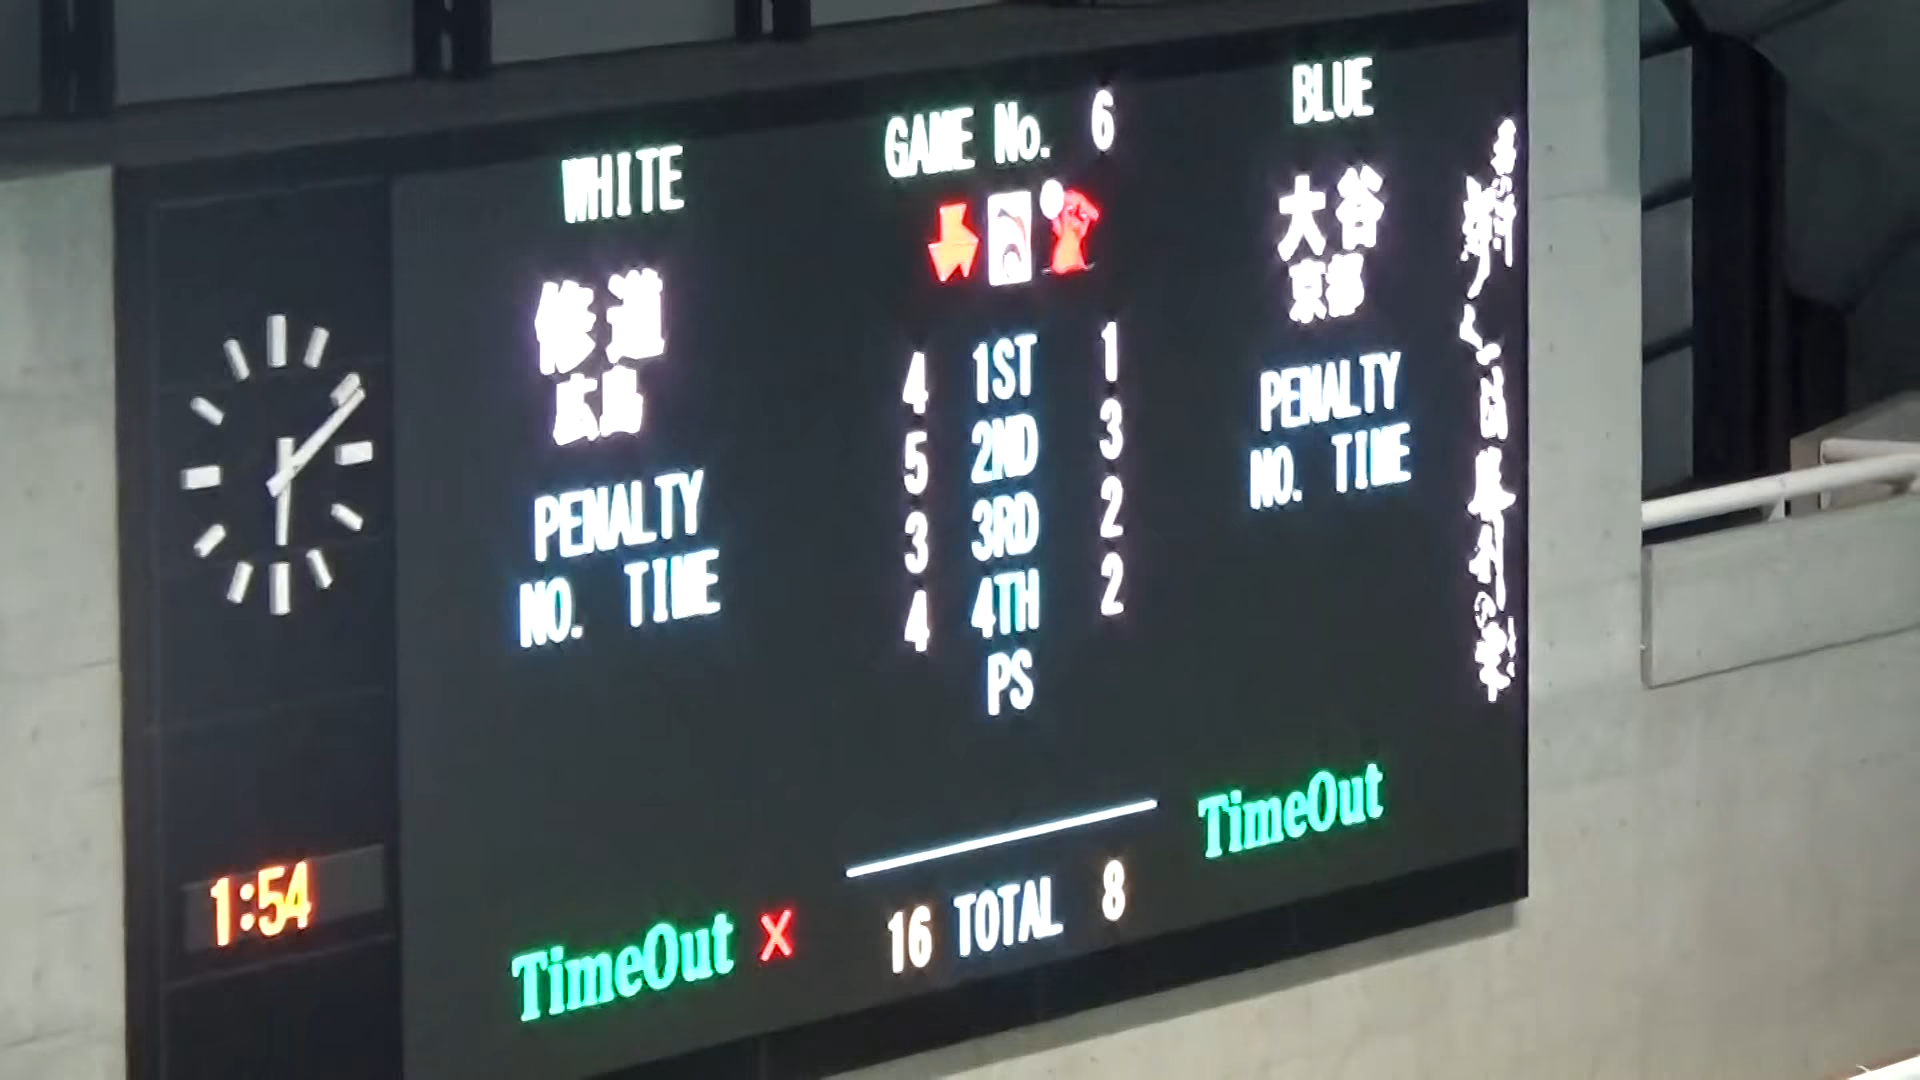 WHITE
GAME No. 6
BLUE
修道
広島
大谷
京都
PENALTY
NO. TIME
PENALTY
NO. TIME
4 1ST 1
5 2ND 3
3 3RD 2
4 4TH 2
PS
1:54
TimeOut X
16 TOTAL 8
TimeOut